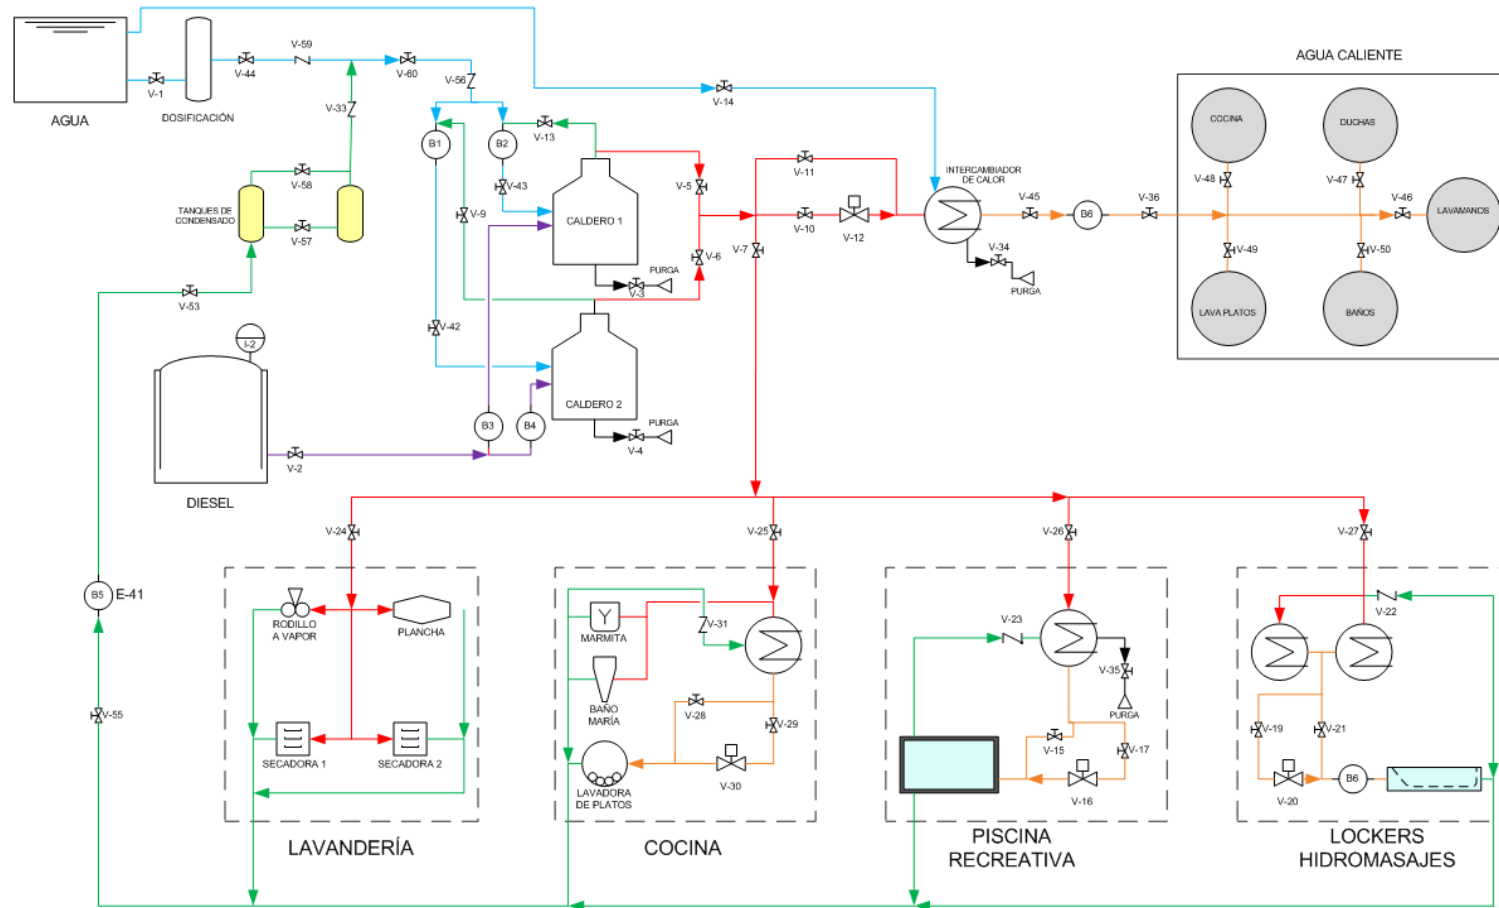 AGUA
V-1
DOSIFICACIÓN
V-44
V-59
V-60
V-56
V-33
V-58
TANQUES DE
CONDENSADO
V-57
V-53
B1
B2
V-13
V-43
V-9
V-42
CALDERO 1
V-5
V-6
PURGA
V-3
CALDERO 2
PURGA
V-4
B3
B4
I-2
DIESEL
V-2
V-14
V-11
V-10
V-12
V-7
INTERCAMBIADOR
DE CALOR
V-34
PURGA
V-45
B6
V-36
AGUA CALIENTE
COCINA
DUCHAS
V-48
V-47
V-46
LAVAMANOS
V-49
V-50
LAVA PLATOS
BAÑOS
V-24
V-25
V-26
V-27
B5
E-41
V-55
RODILLO
A VAPOR
PLANCHA
SECADORA 1
SECADORA 2
LAVANDERÍA
Y
MARMITA
V-31
BAÑO
MARÍA
V-28
V-29
LAVADORA
DE PLATOS
V-30
COCINA
V-23
V-35
PURGA
V-15
V-17
V-16
PISCINA
RECREATIVA
V-22
V-19
V-21
V-20
B6
LOCKERS
HIDROMASAJES